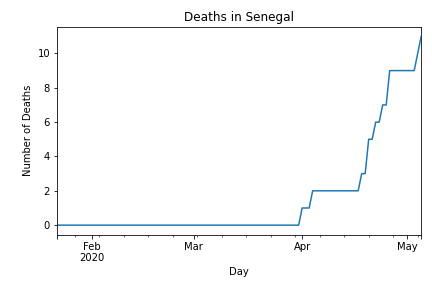 Deaths in Senegal
Number of Deaths
10
8
6
4
2
0
Feb
2020
Mar
Apr
May
Day